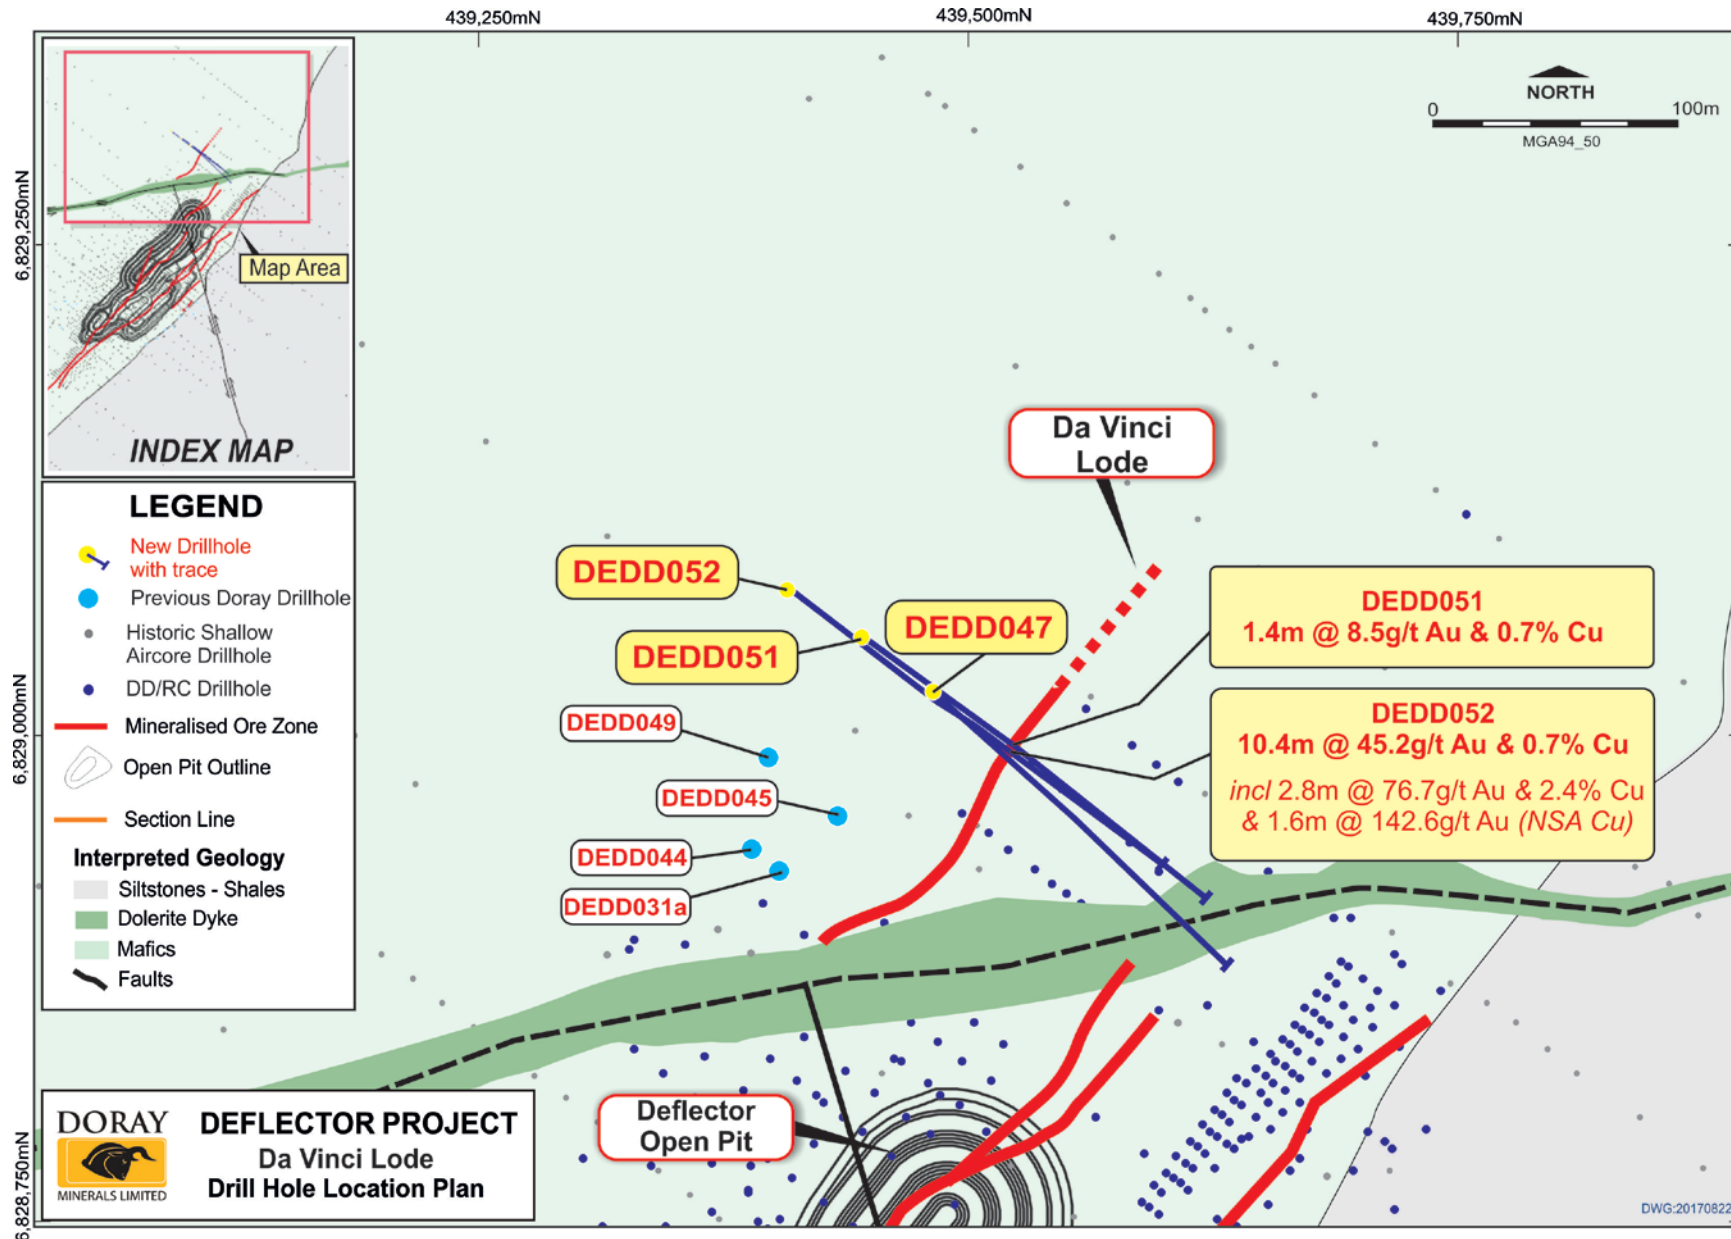 439,250mN
439,500mN
439,750mN
6,829,250mN
6,829,000mN
6,828,750mN
Map Area
INDEX MAP
NORTH
0
100m
MGA94_50
LEGEND
New Drillhole
with trace
Previous Doray Drillhole
Historic Shallow
Aircore Drillhole
DD/RC Drillhole
Mineralised Ore Zone
Open Pit Outline
Section Line
Interpreted Geology
Siltstones - Shales
Dolerite Dyke
Mafics
Faults
Da Vinci
Lode
DEDD052
DEDD051
DEDD047
DEDD049
DEDD045
DEDD044
DEDD031a
DEDD051
1.4m @ 8.5g/t Au & 0.7% Cu
DEDD052
10.4m @ 45.2g/t Au & 0.7% Cu
incl 2.8m @ 76.7g/t Au & 2.4% Cu
& 1.6m @ 142.6g/t Au (NSA Cu)
Deflector
Open Pit
DORAY
MINERALS LIMITED
DEFLECTOR PROJECT
Da Vinci Lode
Drill Hole Location Plan
DWG:20170822